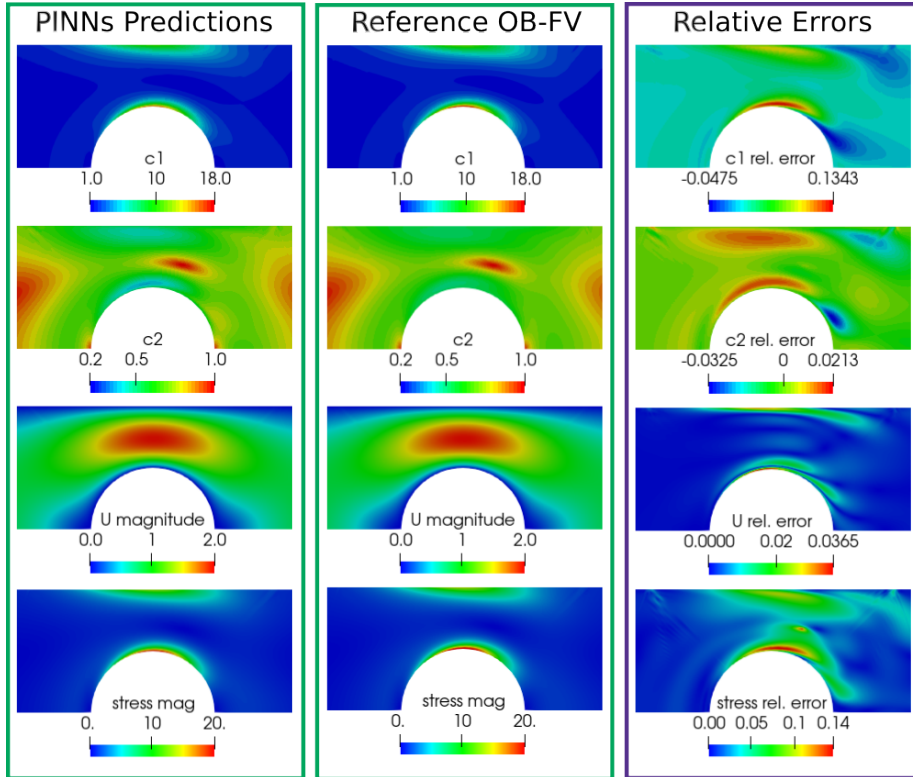 PINNs Predictions
c1
1.0 10 18.0
c2
0.2 0.5 1.0
U magnitude
0.0 1 2.0
stress mag
0. 10 20.
Reference OB-FV
c1
1.0 10 18.0
c2
0.2 0.5 1.0
U magnitude
0.0 1 2.0
stress mag
0. 10 20.
Relative Errors
c1 rel. error
-0.0475 0.1343
c2 rel. error
-0.0325 0 0.0213
U rel. error
0.0000 0.02 0.0365
stress rel. error
0.00 0.05 0.1 0.14